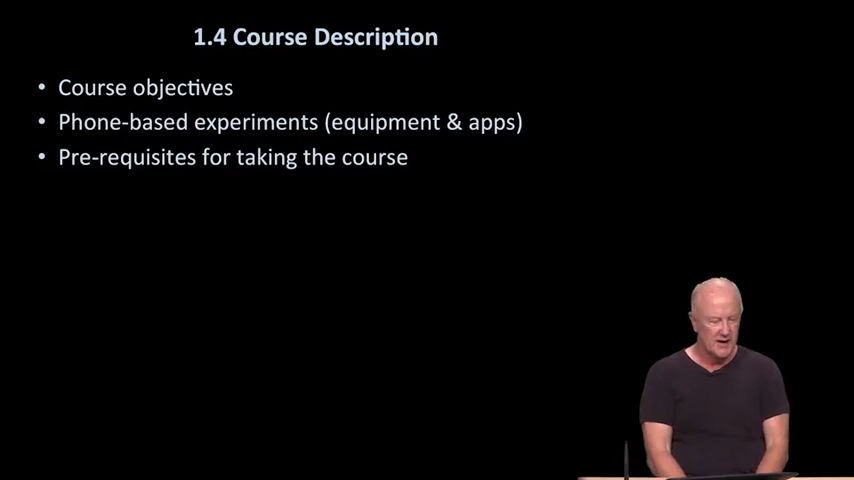 1.4 Course Description
• Course objectives
• Phone-based experiments (equipment & apps)
• Pre-requisites for taking the course